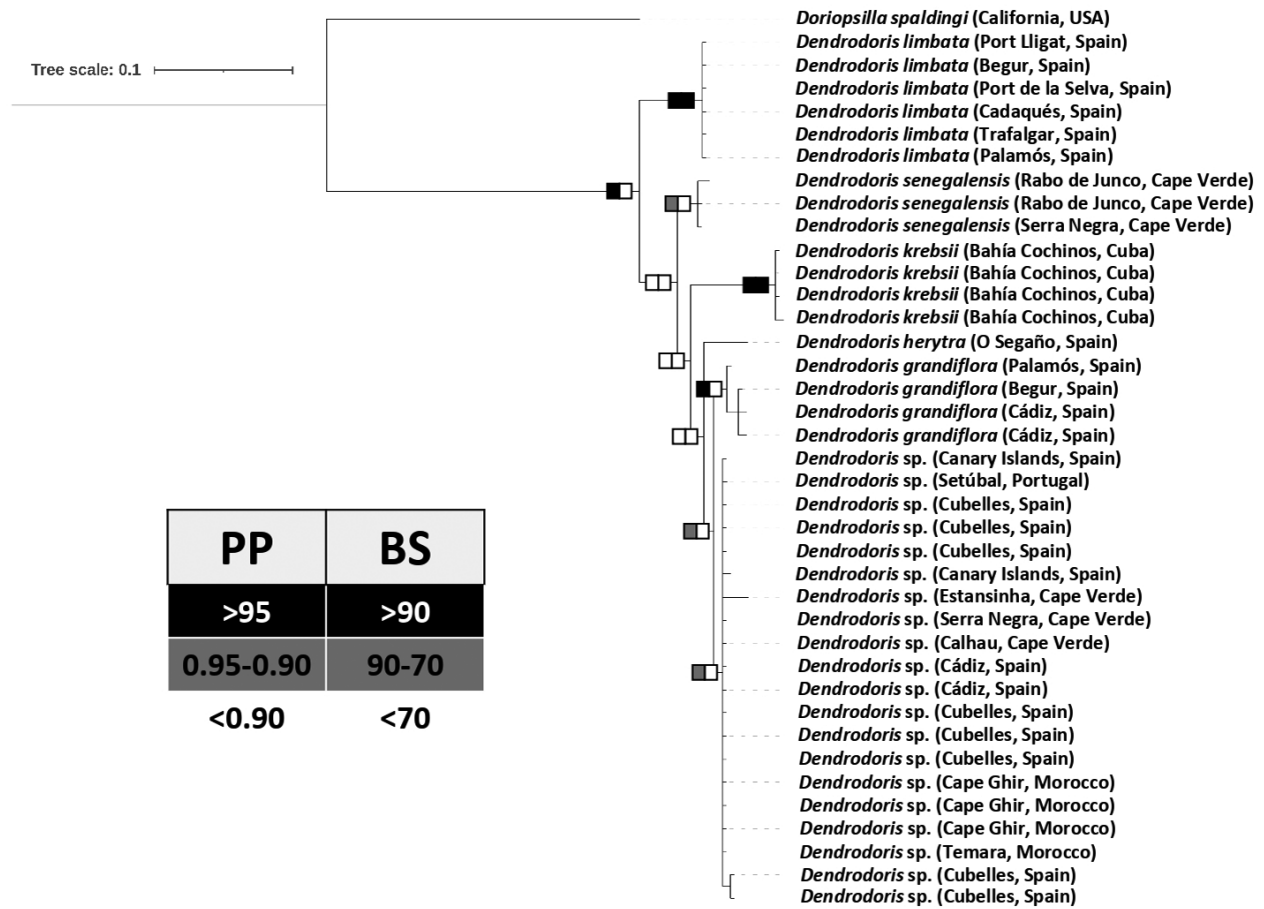 Doriopsilla spaldingi (California, USA)
Tree scale: 0.1
Dendrodoris limbata (Port Lligat, Spain)
Dendrodoris limbata (Begur, Spain)
Dendrodoris limbata (Port de la Selva, Spain)
Dendrodoris limbata (Cadaqués, Spain)
Dendrodoris limbata (Trafalgar, Spain)
Dendrodoris limbata (Palamós, Spain)
Dendrodoris senegalensis (Rabo de Junco, Cape Verde)
Dendrodoris senegalensis (Rabo de Junco, Cape Verde)
Dendrodoris senegalensis (Serra Negra, Cape Verde)
Dendrodoris krebsii (Bahía Cochinos, Cuba)
Dendrodoris krebsii (Bahía Cochinos, Cuba)
Dendrodoris krebsii (Bahía Cochinos, Cuba)
Dendrodoris krebsii (Bahía Cochinos, Cuba)
Dendrodoris herytra (O Segaño, Spain)
Dendrodoris grandiflora (Palamós, Spain)
Dendrodoris grandiflora (Begur, Spain)
Dendrodoris grandiflora (Cádiz, Spain)
Dendrodoris grandiflora (Cádiz, Spain)
Dendrodoris sp. (Canary Islands, Spain)
Dendrodoris sp. (Setúbal, Portugal)
Dendrodoris sp. (Cubelles, Spain)
Dendrodoris sp. (Cubelles, Spain)
Dendrodoris sp. (Cubelles, Spain)
Dendrodoris sp. (Canary Islands, Spain)
Dendrodoris sp. (Estansinha, Cape Verde)
Dendrodoris sp. (Serra Negra, Cape Verde)
Dendrodoris sp. (Calhau, Cape Verde)
Dendrodoris sp. (Cádiz, Spain)
Dendrodoris sp. (Cádiz, Spain)
Dendrodoris sp. (Cubelles, Spain)
Dendrodoris sp. (Cubelles, Spain)
Dendrodoris sp. (Cubelles, Spain)
Dendrodoris sp. (Cape Ghir, Morocco)
Dendrodoris sp. (Cape Ghir, Morocco)
Dendrodoris sp. (Cape Ghir, Morocco)
Dendrodoris sp. (Temara, Morocco)
Dendrodoris sp. (Cubelles, Spain)
Dendrodoris sp. (Cubelles, Spain)
PP BS
>95 >90
0.95-0.90 90-70
<0.90 <70